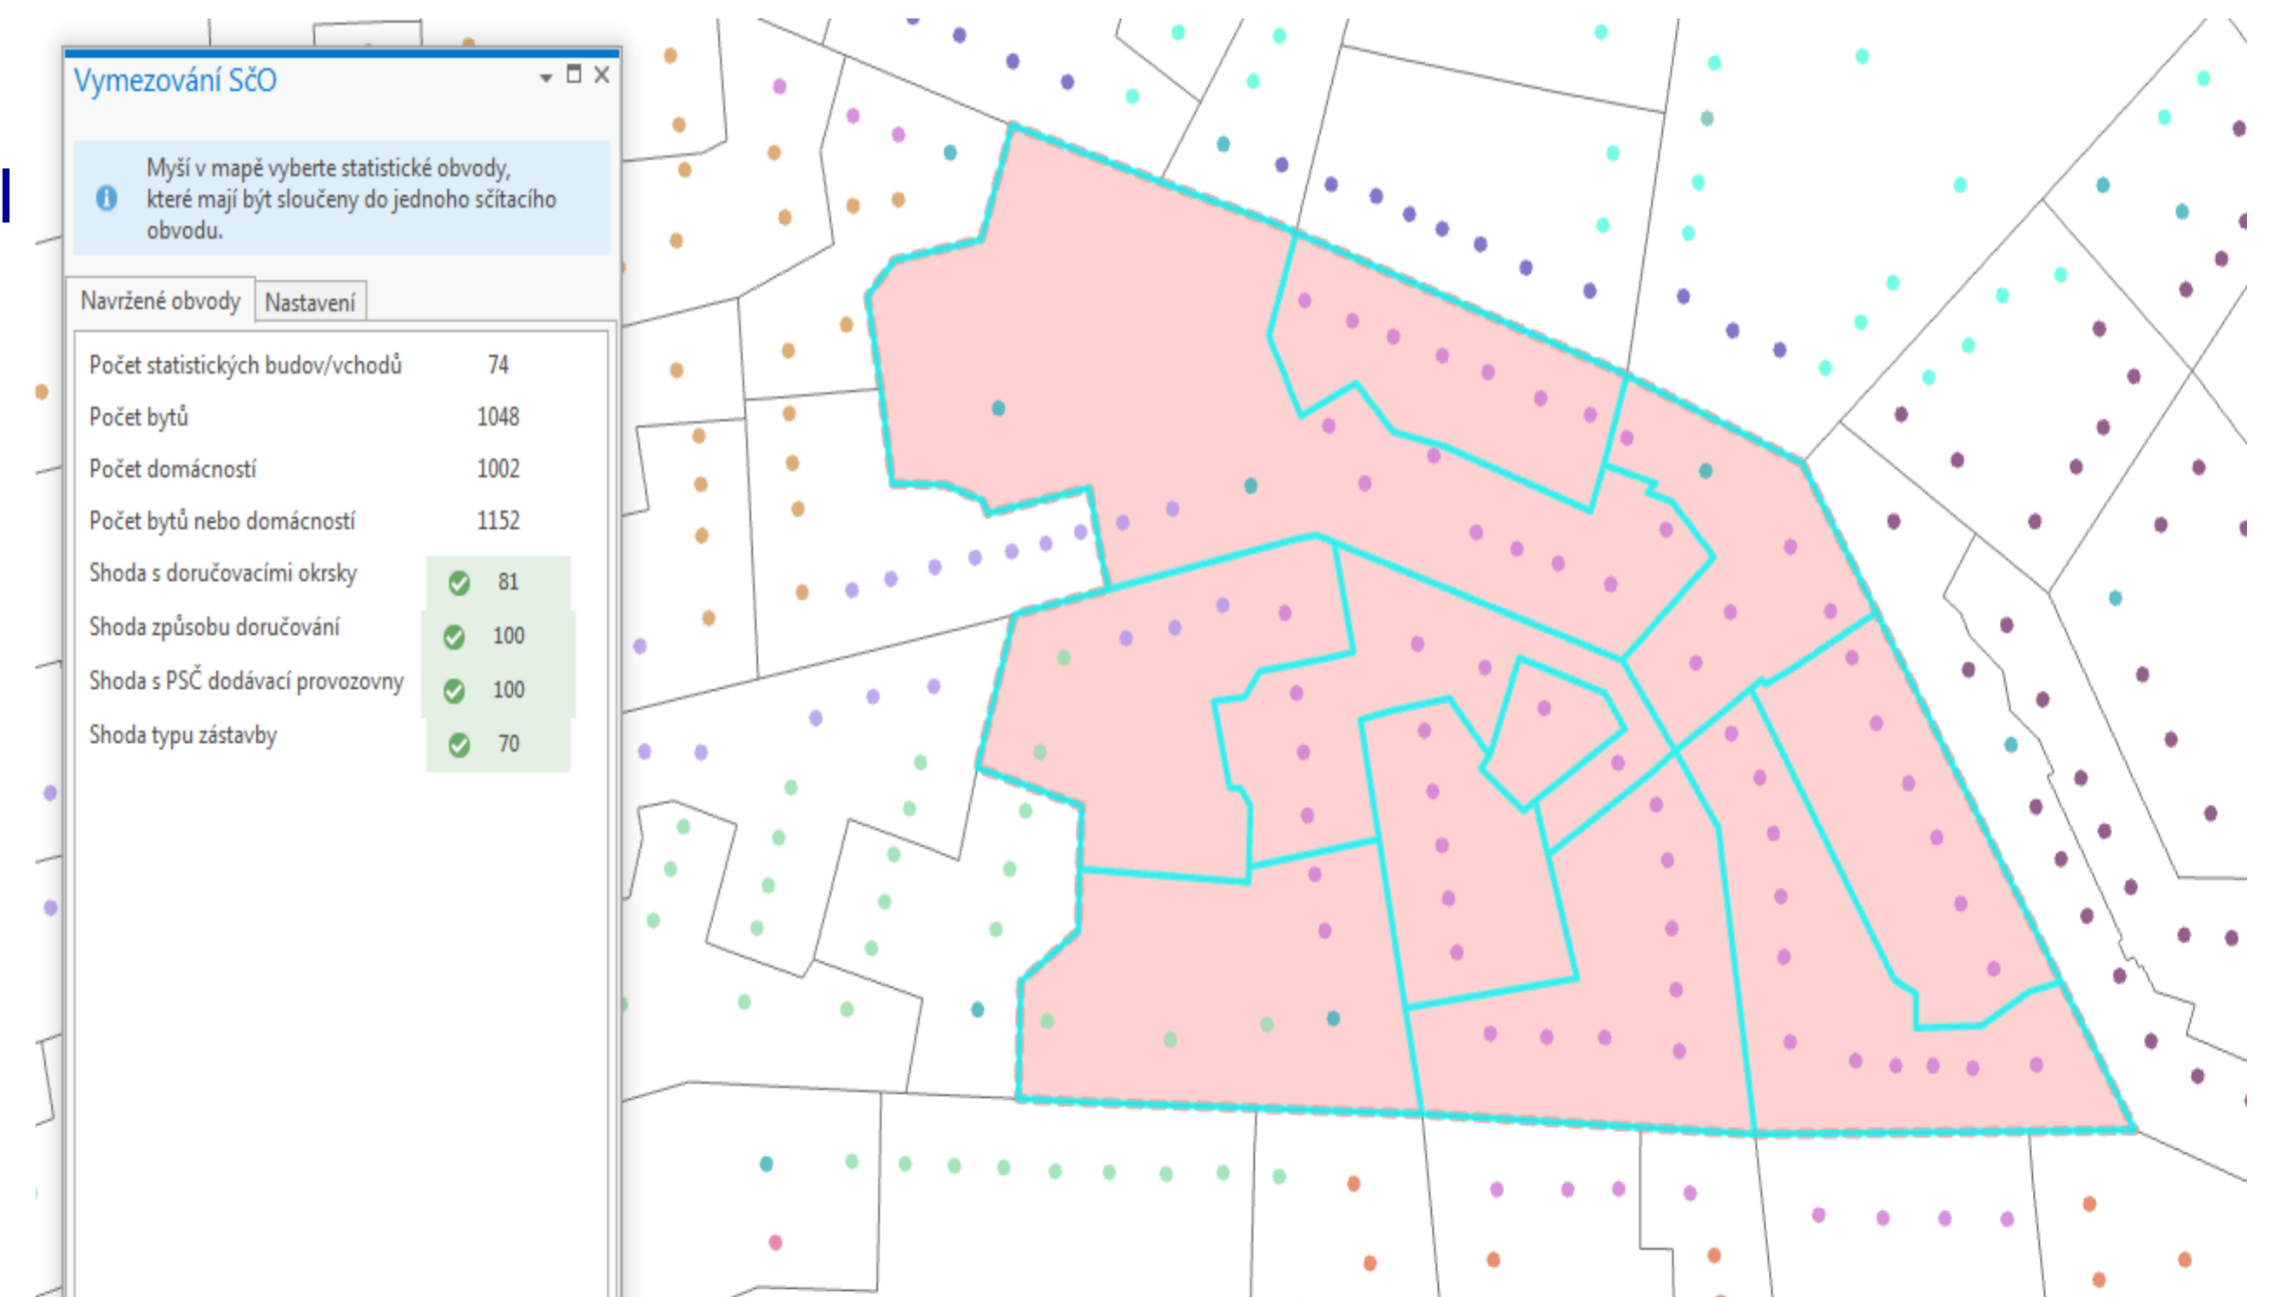 Vymezování SčO
Myší v mapě vyberte statistické obvody,
které mají být sloučeny do jednoho sčítacího
obvodu.
Navržené obvody
Nastavení
Počet statistických budov/vchodů 74
Počet bytů 1048
Počet domácností 1002
Počet bytů nebo domácností 1152
Shoda s doručovacími okrsky 81
Shoda způsobu doručování 100
Shoda s PSČ dodávací provozovny 100
Shoda typu zástavby 70